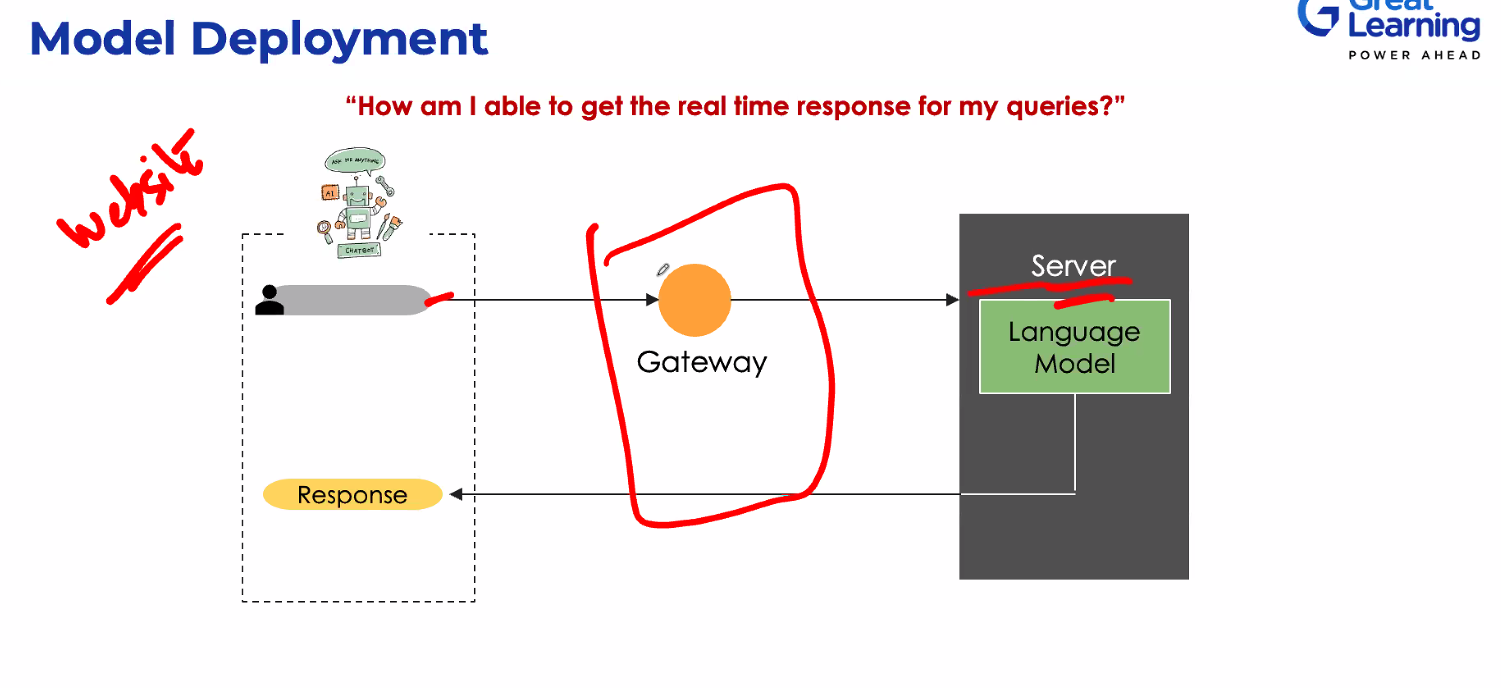 Model Deployment
Great
Learning
POWER AHEAD
“How am I able to get the real time response for my queries?”
Website
ASK ME ANYTHING
AI
CHATBOT
Server
Language
Model
Gateway
Response